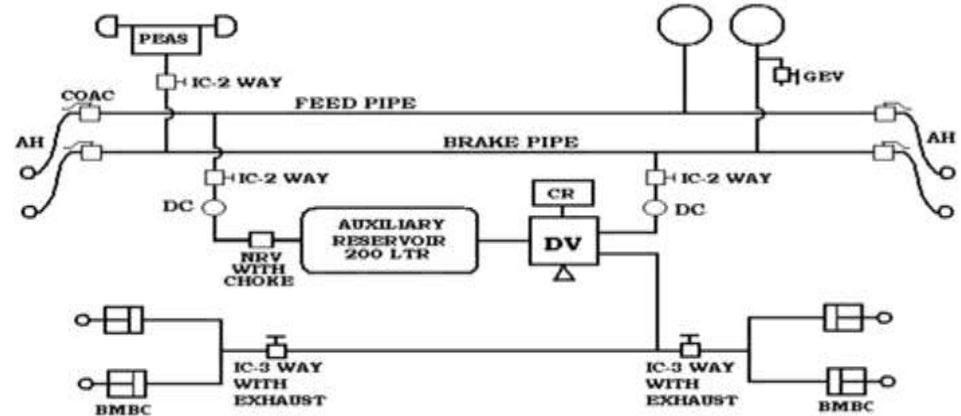 PEAS
IC-2 WAY
GEV
COAC
FEED PIPE
AH
BRAKE PIPE
AH
IC-2 WAY
IC-2 WAY
CR
DC
DC
AUXILIARY
RESERVOIR
200 LTR
DV
NRV
WITH
CHOKE
IC-3 WAY
WITH
EXHAUST
IC-3 WAY
WITH
EXHAUST
BMBC
BMBC